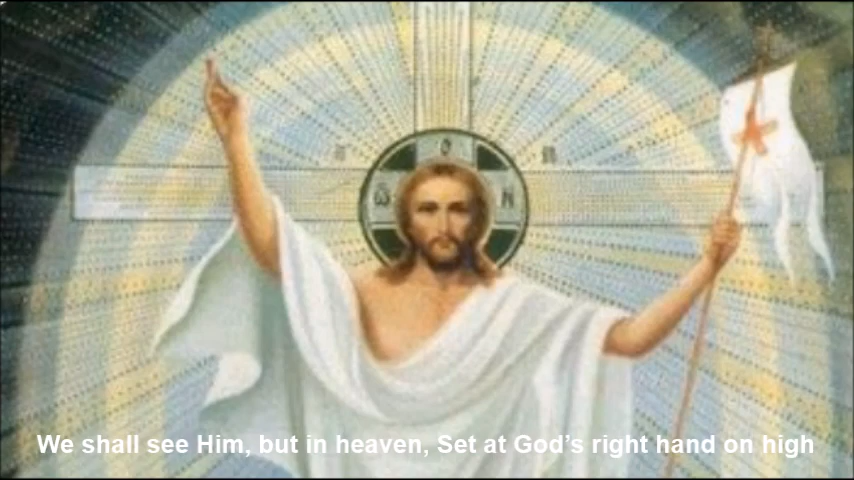 О
Ѿ Н
We shall see Him, but in heaven, Set at God’s right hand on high